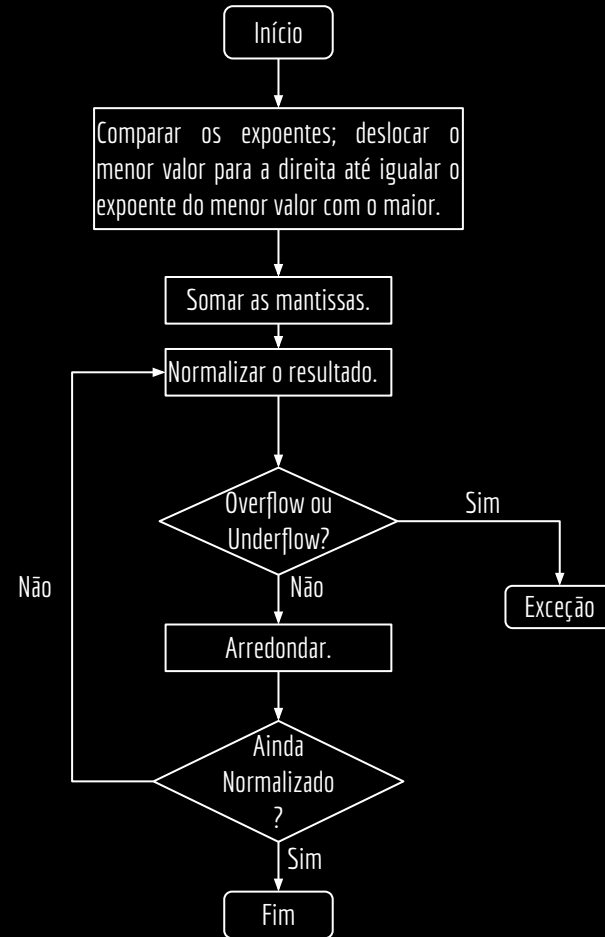 Início
Comparar os expoentes; deslocar o
menor valor para a direita até igualar o
expoente do menor valor com o maior.
Somar as mantissas.
Normalizar o resultado.
Overflow ou
Underflow?
Sim
Não
Não
Exceção
Arredondar.
Ainda
Normalizado
?
Sim
Fim